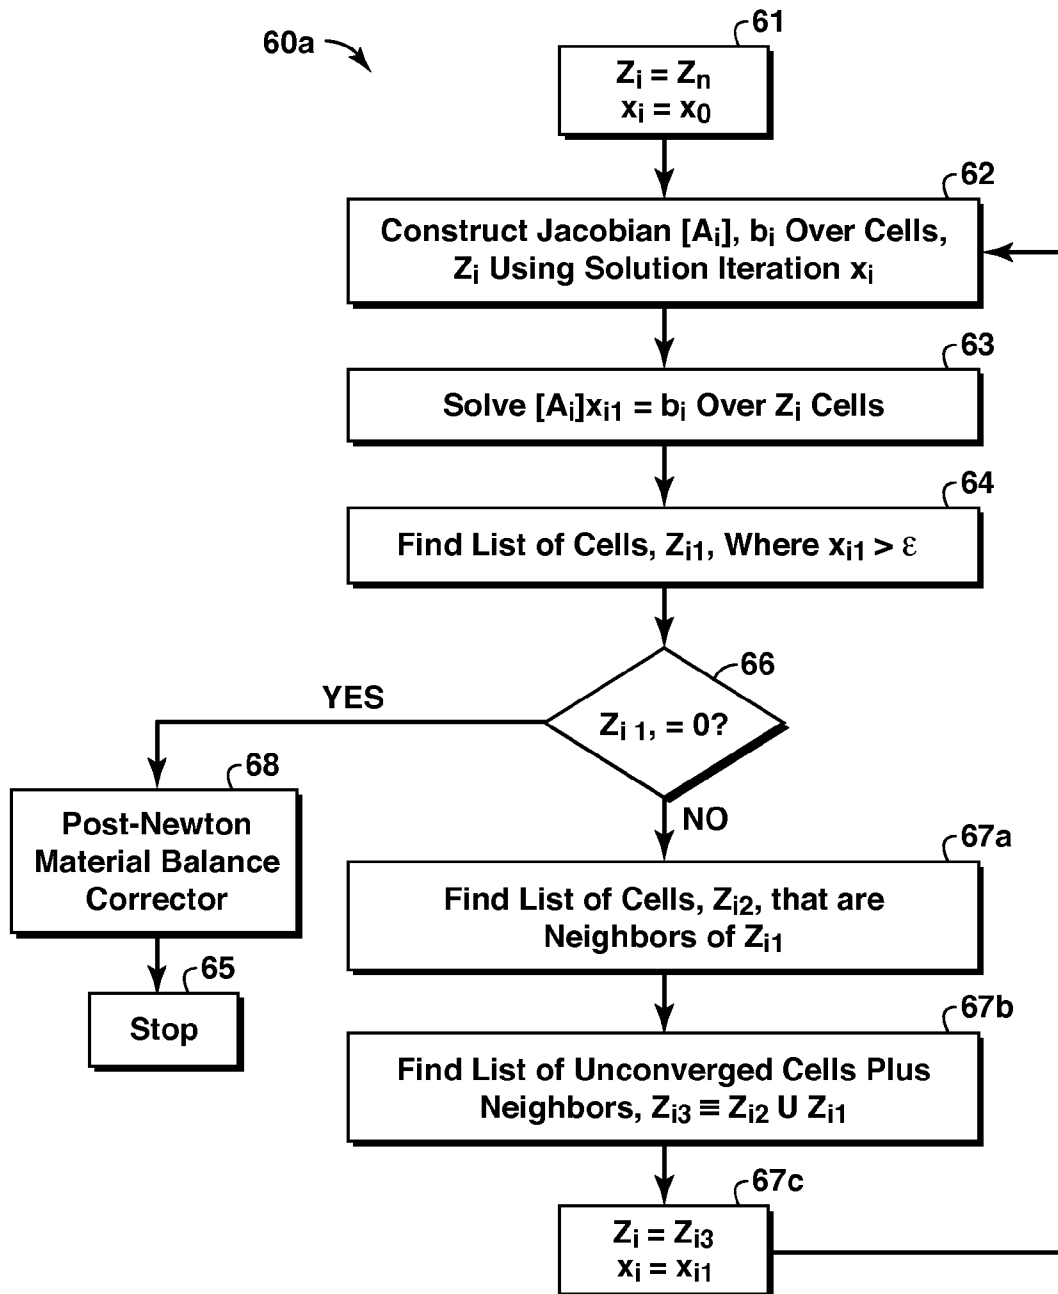 60a
61
Zᵢ = Zₙ
xᵢ = x₀
62
Construct Jacobian [Aᵢ], bᵢ Over Cells,
Zᵢ Using Solution Iteration xᵢ
63
Solve [Aᵢ]xᵢ₁ = bᵢ Over Zᵢ Cells
64
Find List of Cells, Zᵢ₁, Where xᵢ₁ > ε
66
Zᵢ ₁, = 0?
YES
NO
68
Post-Newton
Material Balance
Corrector
65
Stop
67a
Find List of Cells, Zᵢ₂, that are
Neighbors of Zᵢ₁
67b
Find List of Unconverged Cells Plus
Neighbors, Zᵢ₃ ≡ Zᵢ₂ U Zᵢ₁
67c
Zᵢ = Zᵢ₃
xᵢ = xᵢ₁